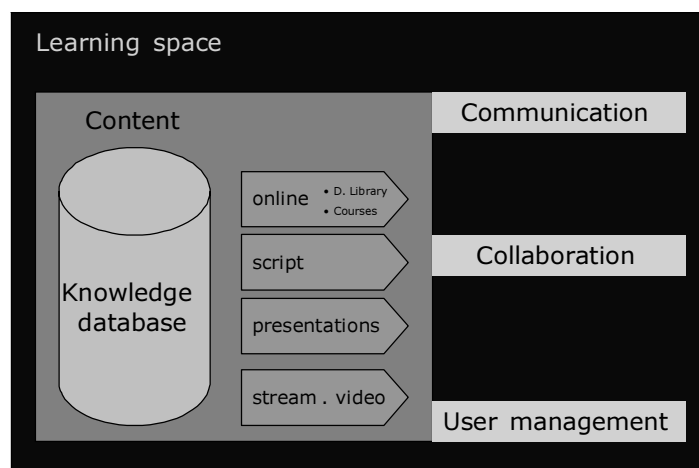 Learning space
Content
Communication
online
• D. Library
• Courses
script
Collaboration
Knowledge
database
presentations
stream . video
User management